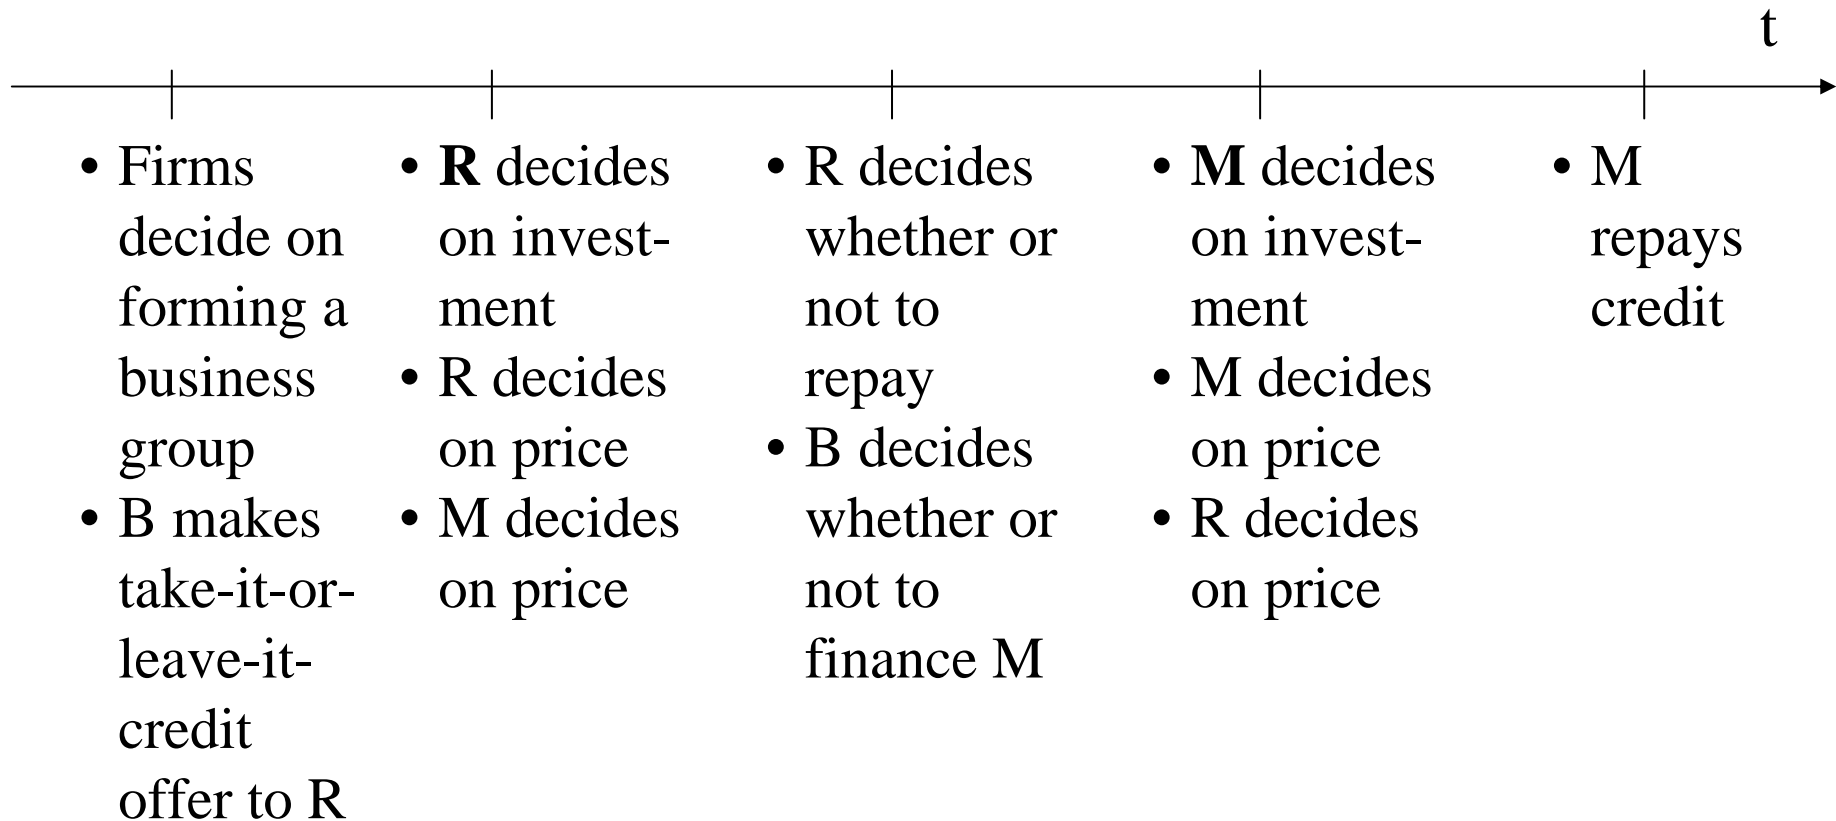 t
• Firms
decide on
forming a
business
group
• B makes
take-it-or-
leave-it-
credit
offer to R
• R decides
on invest-
ment
• R decides
on price
• M decides
on price
• R decides
whether or
not to
repay
• B decides
whether or
not to
finance M
• M decides
on invest-
ment
• M decides
on price
• R decides
on price
• M
repays
credit